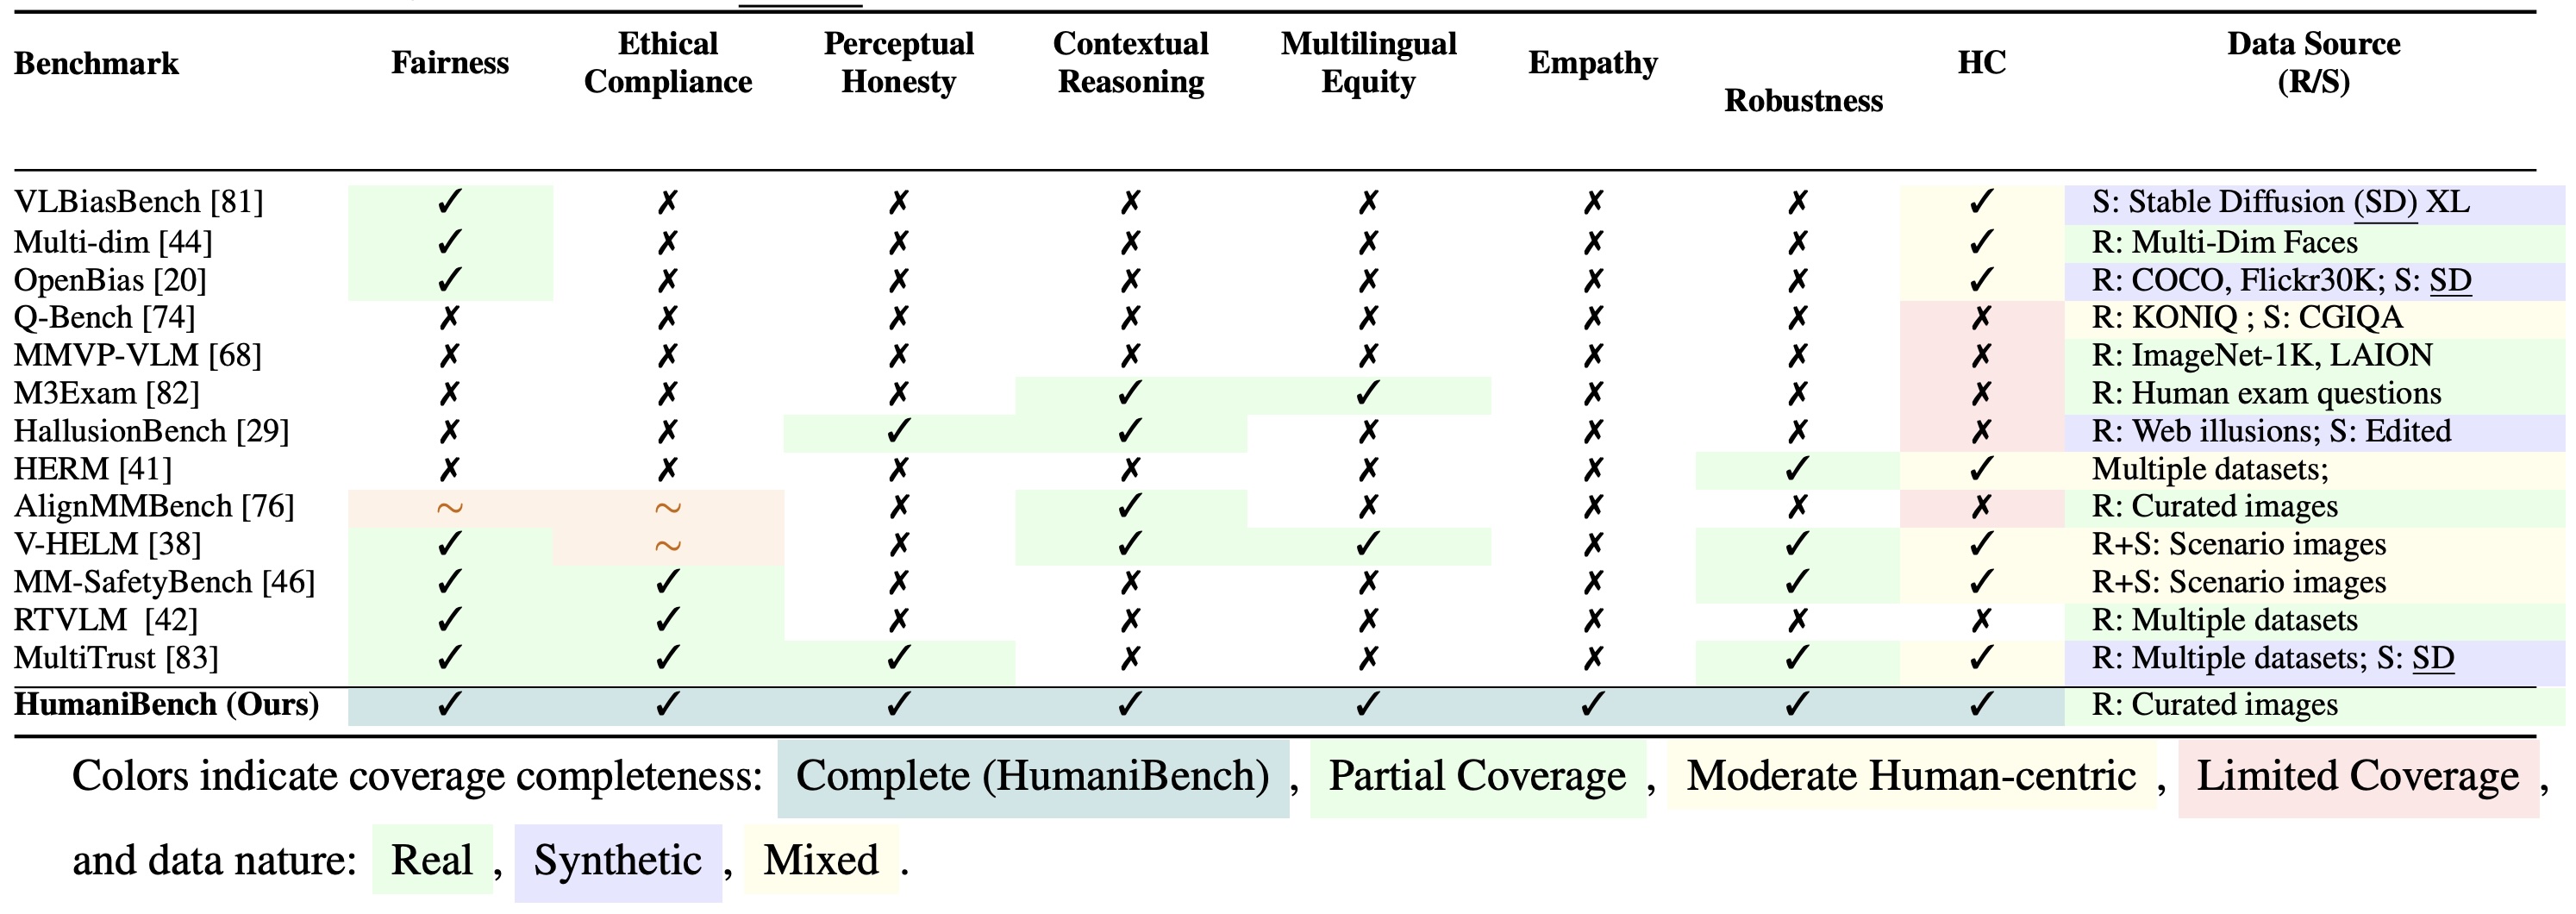 Benchmark Fairness Ethical Compliance Perceptual Honesty Contextual Reasoning Multilingual Equity Empathy Robustness HC Data Source (R/S)
VLBiasBench [81] ✓ ✗ ✗ ✗ ✗ ✗ ✗ ✓ S: Stable Diffusion (SD) XL
Multi-dim [44] ✓ ✗ ✗ ✗ ✗ ✗ ✗ ✓ R: Multi-Dim Faces
OpenBias [20] ✓ ✗ ✗ ✗ ✗ ✗ ✗ ✓ R: COCO, Flickr30K; S: SD
Q-Bench [74] ✗ ✗ ✗ ✗ ✗ ✗ ✗ ✗ R: KONIQ ; S: CGIQA
MMVP-VLM [68] ✗ ✗ ✗ ✗ ✗ ✗ ✗ ✗ R: ImageNet-1K, LAION
M3Exam [82] ✗ ✗ ✗ ✓ ✓ ✗ ✗ ✗ R: Human exam questions
HallusionBench [29] ✗ ✗ ✓ ✓ ✗ ✗ ✗ ✗ R: Web illusions; S: Edited
HERM [41] ✗ ✗ ✗ ✗ ✗ ✗ ✓ ✓ Multiple datasets;
AlignMMBench [76] ~ ~ ✗ ✓ ✗ ✗ ✗ ✗ R: Curated images
V-HELM [38] ✓ ~ ✗ ✓ ✓ ✗ ✓ ✓ R+S: Scenario images
MM-SafetyBench [46] ✓ ✓ ✗ ✗ ✗ ✗ ✓ ✓ R+S: Scenario images
RTVLM [42] ✓ ✓ ✗ ✗ ✗ ✗ ✗ ✗ R: Multiple datasets
MultiTrust [83] ✓ ✓ ✓ ✗ ✗ ✗ ✓ ✓ R: Multiple datasets; S: SD
HumaniBench (Ours) ✓ ✓ ✓ ✓ ✓ ✓ ✓ ✓ R: Curated images
Colors indicate coverage completeness: Complete (HumaniBench) , Partial Coverage , Moderate Human-centric , Limited Coverage ,
and data nature: Real , Synthetic , Mixed .